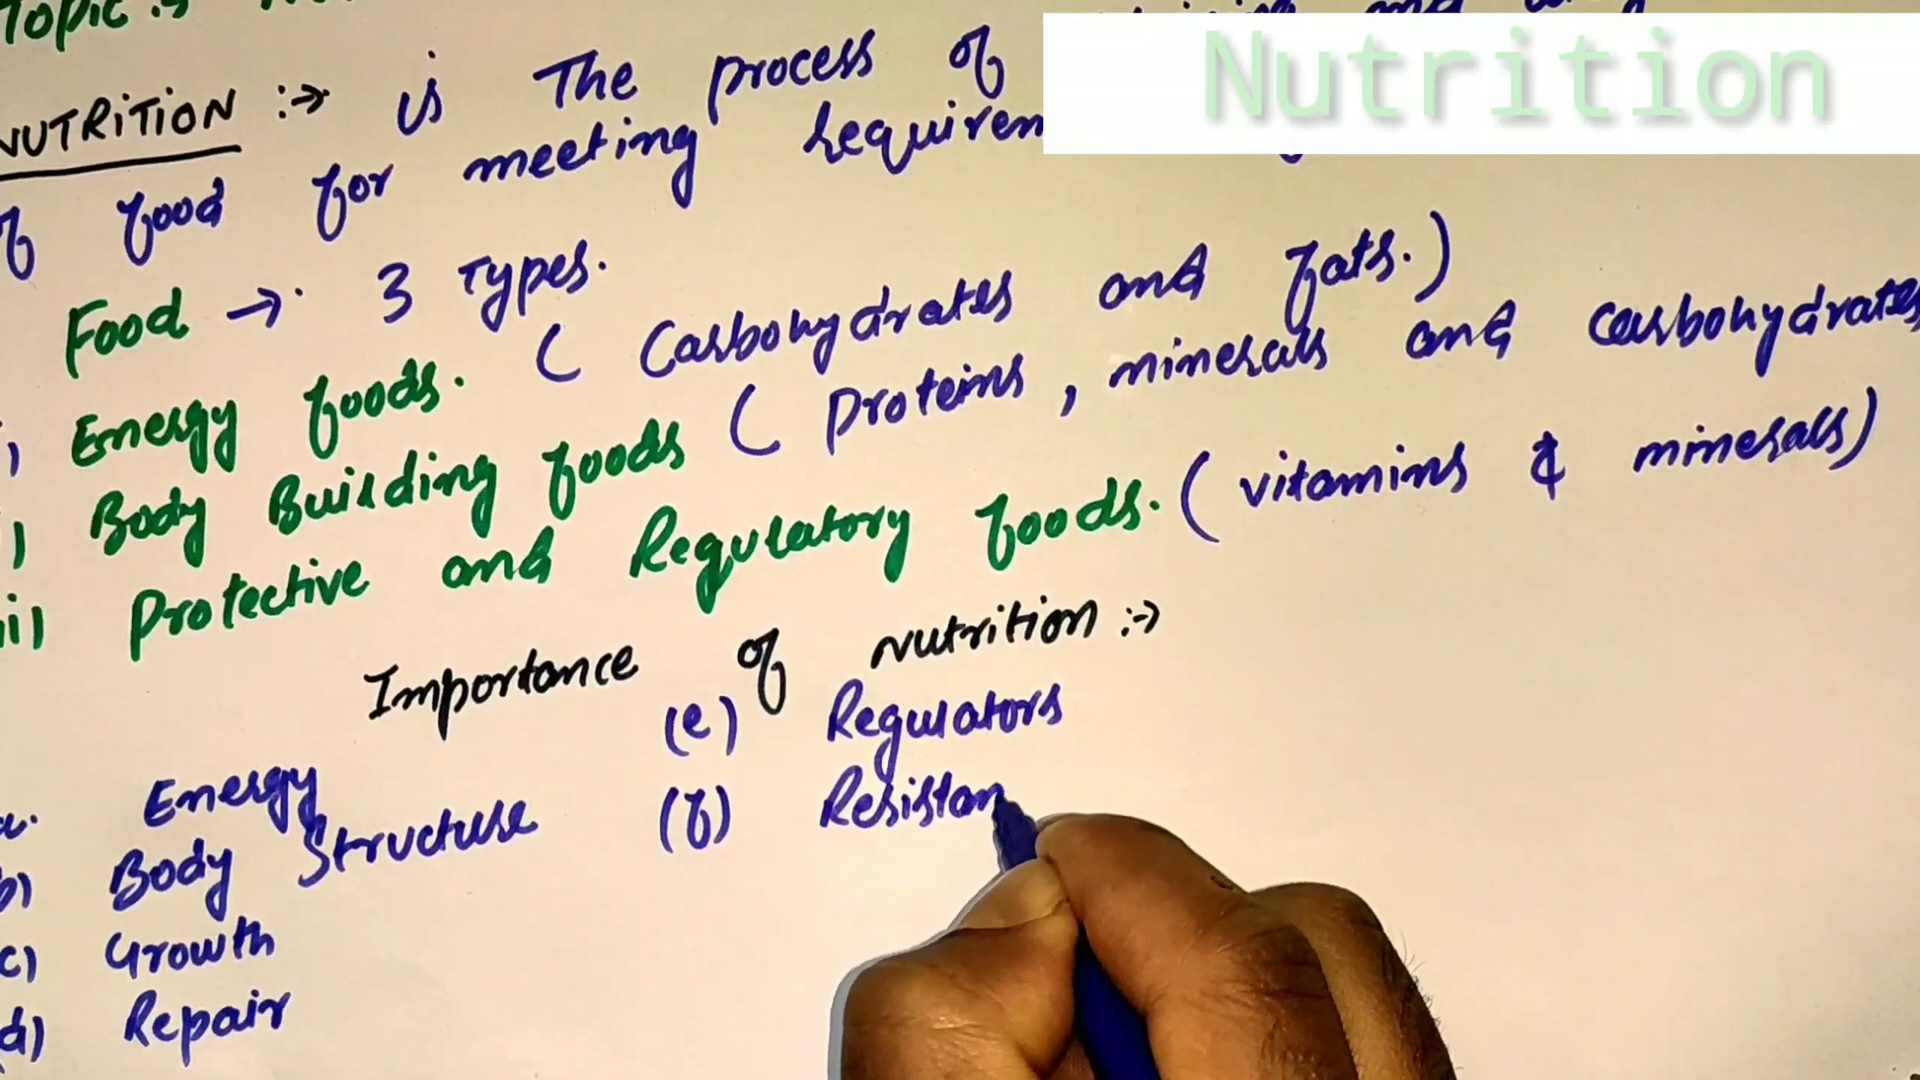 Topic :>
Nutrition
NUTRITION :-> is The process of
of food for meeting requirem
Food -> 3 Types.
i) Energy foods. ( Carbohydrates and fats.)
i) Body Building foods ( Proteins, minerals and carbohydrates
iii) Protective and Regulatory foods. (vitamins & minerals)
Importance of nutrition :->
a. Energy (e) Regulators
b) Body Structure (f) Resistan
c) Growth
d) Repair